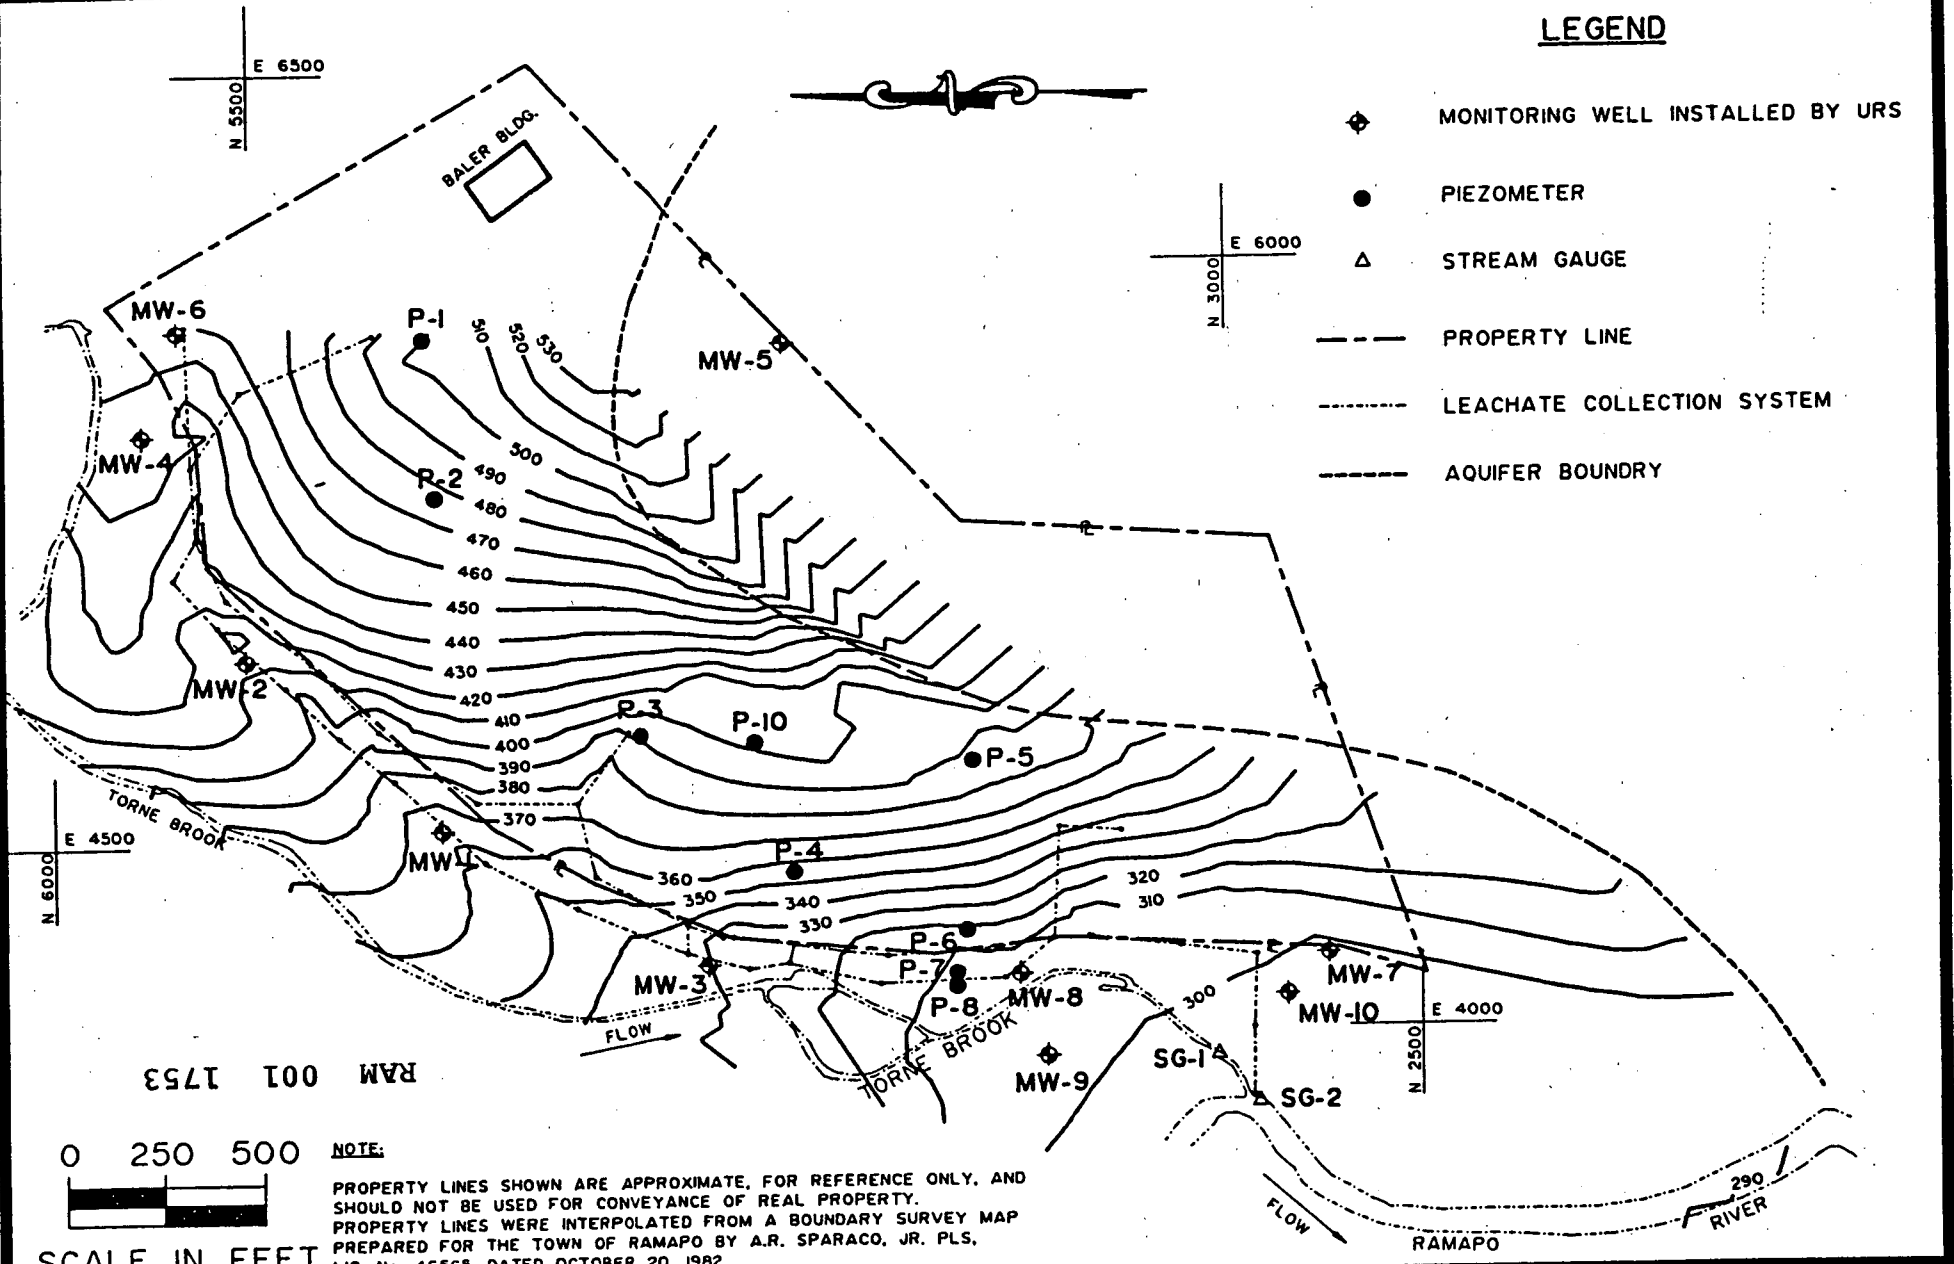 LEGEND
E 6500
N 5500
MONITORING WELL INSTALLED BY URS
PIEZOMETER
STREAM GAUGE
PROPERTY LINE
LEACHATE COLLECTION SYSTEM
AQUIFER BOUNDRY
BALER BLDG.
E 6000
N 3000
MW-6
P-1
510
520
530
MW-5
MW-4
P-2
500
490
480
470
460
450
440
430
420
410
400
390
380
370
360
350
340
330
320
310
300
MW-2
P-3
P-10
P-5
TORNE BROOK
E 4500
N 6000
MW-1
P-4
P-6
P-7
P-8
MW-3
MW-8
MW-7
MW-10
E 4000
N 2500
FLOW
TORNE BROOK
MW-9
SG-1
SG-2
RAM 001 1753
290
FLOW
RAMAPO
RIVER
0 250 500
SCALE IN FEET
NOTE:
PROPERTY LINES SHOWN ARE APPROXIMATE, FOR REFERENCE ONLY, AND
SHOULD NOT BE USED FOR CONVEYANCE OF REAL PROPERTY.
PROPERTY LINES WERE INTERPOLATED FROM A BOUNDARY SURVEY MAP
PREPARED FOR THE TOWN OF RAMAPO BY A.R. SPARACO, JR. PLS,
DATED OCTOBER 20, 1982